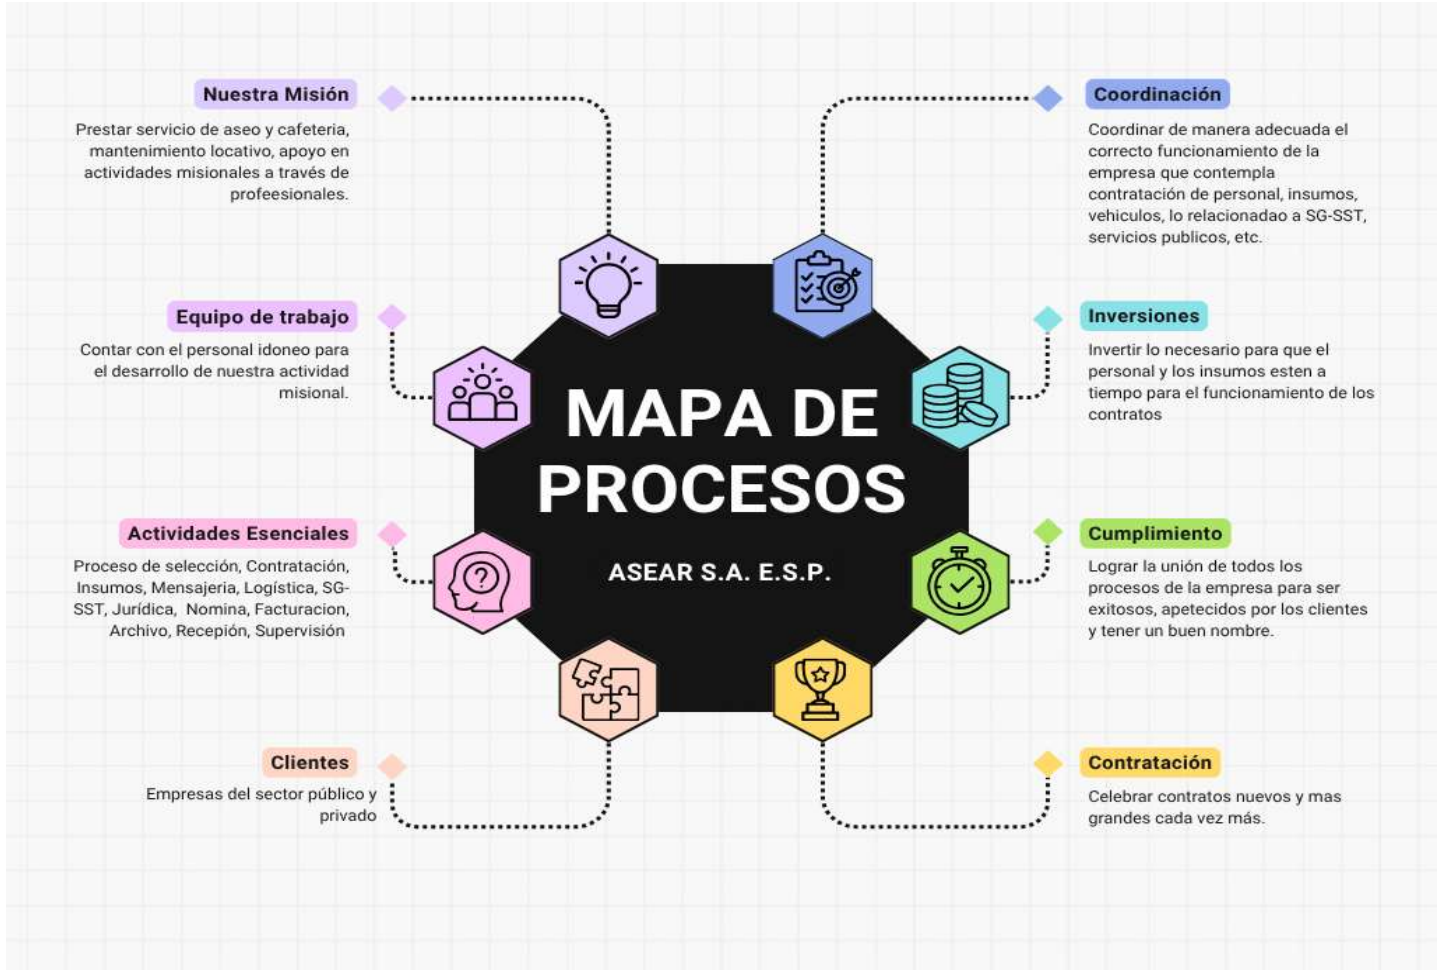 Nuestra Misión
Prestar servicio de aseo y cafeteria,
mantenimiento locativo, apoyo en
actividades misionales a través de
profeesionales.
Equipo de trabajo
Contar con el personal idoneo para
el desarrollo de nuestra actividad
misional.
Actividades Esenciales
Proceso de selección, Contratación,
Insumos, Mensajeria, Logística, SG-
SST, Jurídica, Nomina, Facturacion,
Archivo, Recepión, Supervisión
Clientes
Empresas del sector público y
privado
MAPA DE
PROCESOS
ASEAR S.A. E.S.P.
Coordinación
Coordinar de manera adecuada el
correcto funcionamiento de la
empresa que contempla
contratación de personal, insumos,
vehiculos, lo relacionadao a SG-SST,
servicios publicos, etc.
Inversiones
Invertir lo necesario para que el
personal y los insumos esten a
tiempo para el funcionamiento de los
contratos
Cumplimiento
Lograr la unión de todos los
procesos de la empresa para ser
exitosos, apetecidos por los clientes
y tener un buen nombre.
Contratación
Celebrar contratos nuevos y mas
grandes cada vez más.